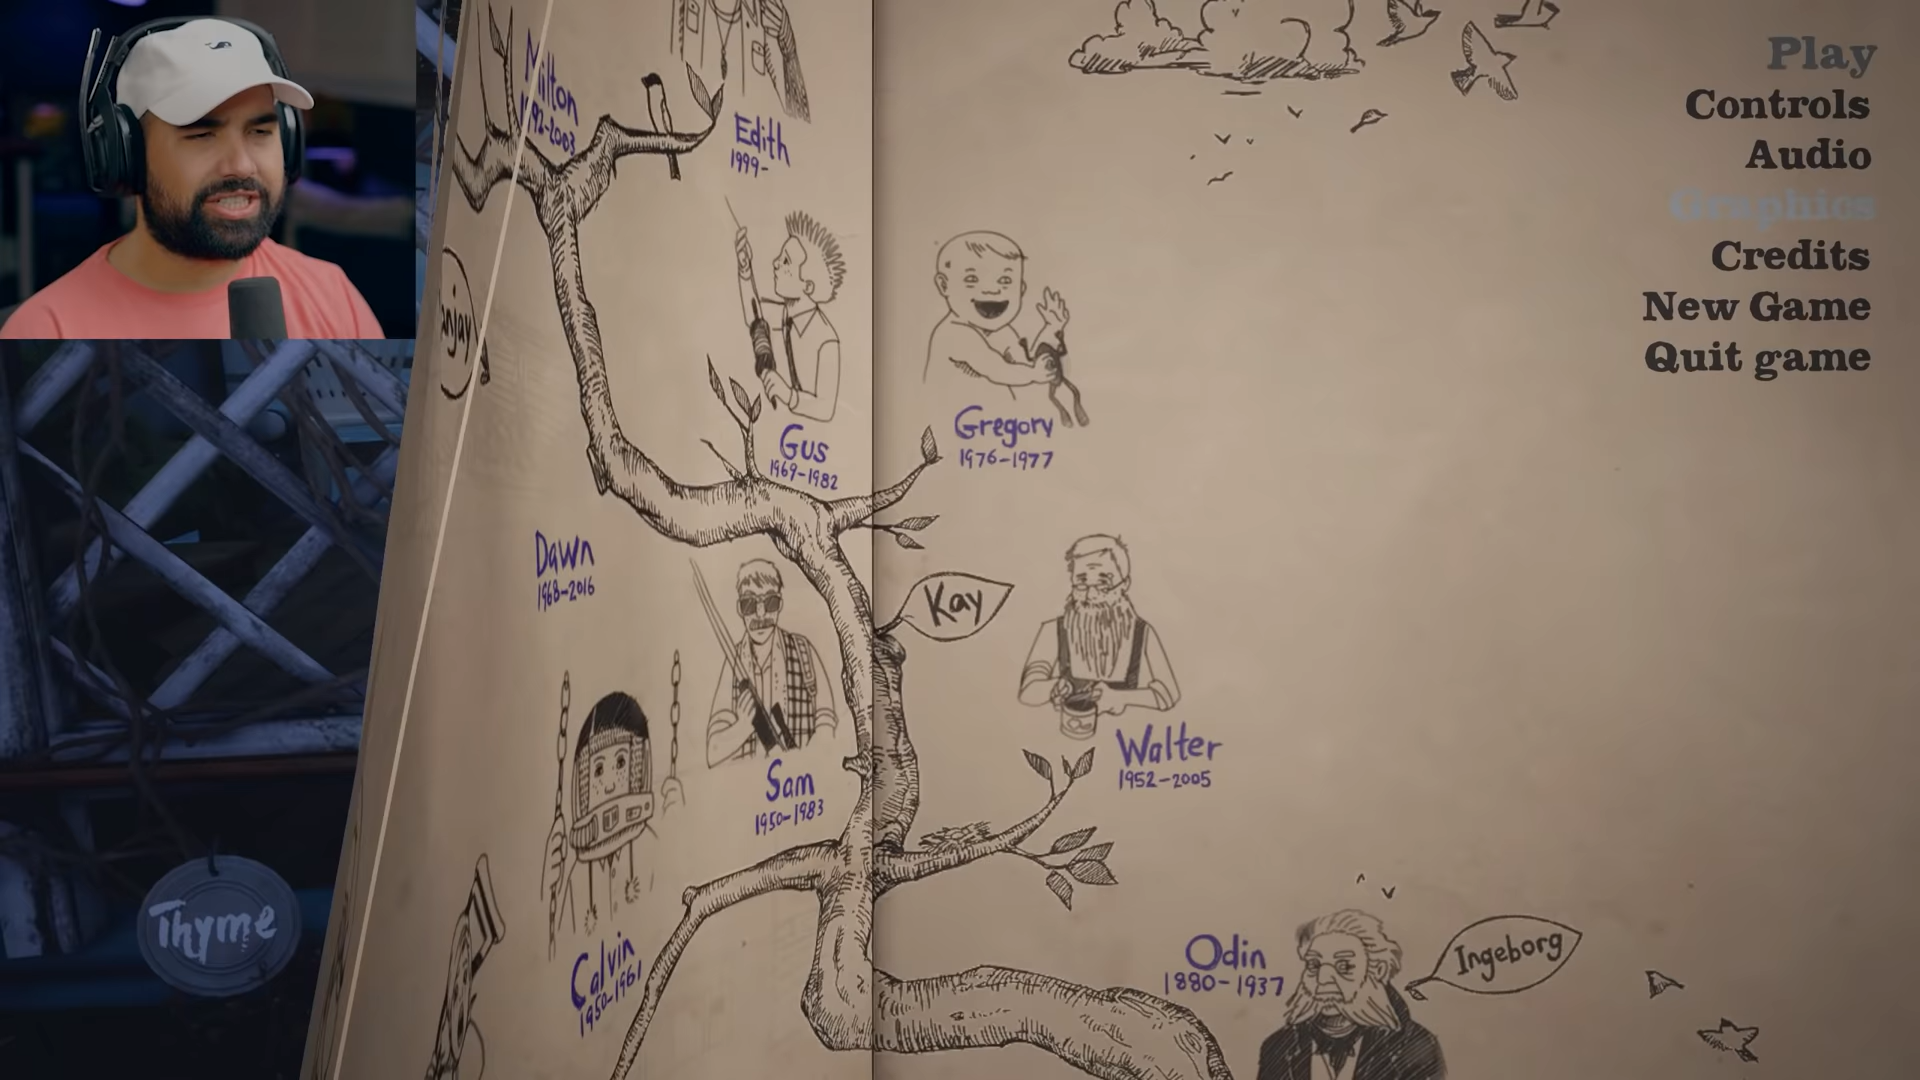 Milton
1992-2003
Edith
1999-
Gus
1969-1982
Gregory
1976-1977
Dawn
1968-2016
Kay
Sam
1950-1983
Walter
1952-2005
Calvin
1950-1961
Odin
1880-1937
Ingeborg
Thyme
Play
Controls
Audio
Graphics
Credits
New Game
Quit game